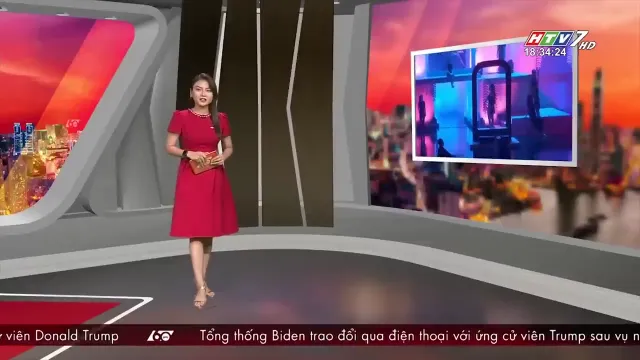 HTV7 HD
18:34:24
ử viên Donald Trump 60 Tổng thống Biden trao đổi qua điện thoại với ứng cử viên Trump sau vụ n